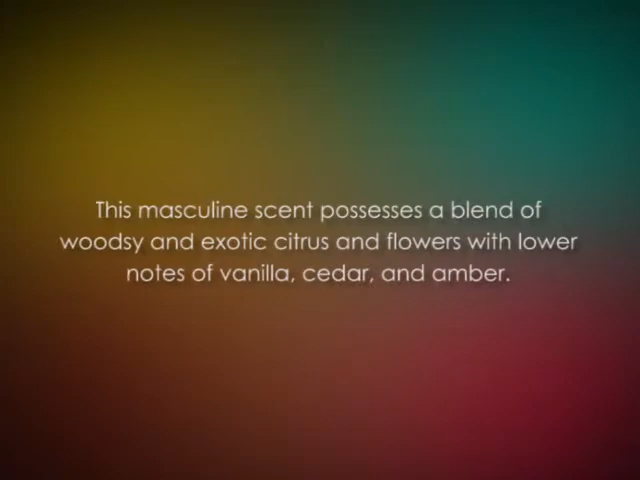 This masculine scent possesses a blend of
woodsy and exotic citrus and flowers with lower
notes of vanilla, cedar, and amber.